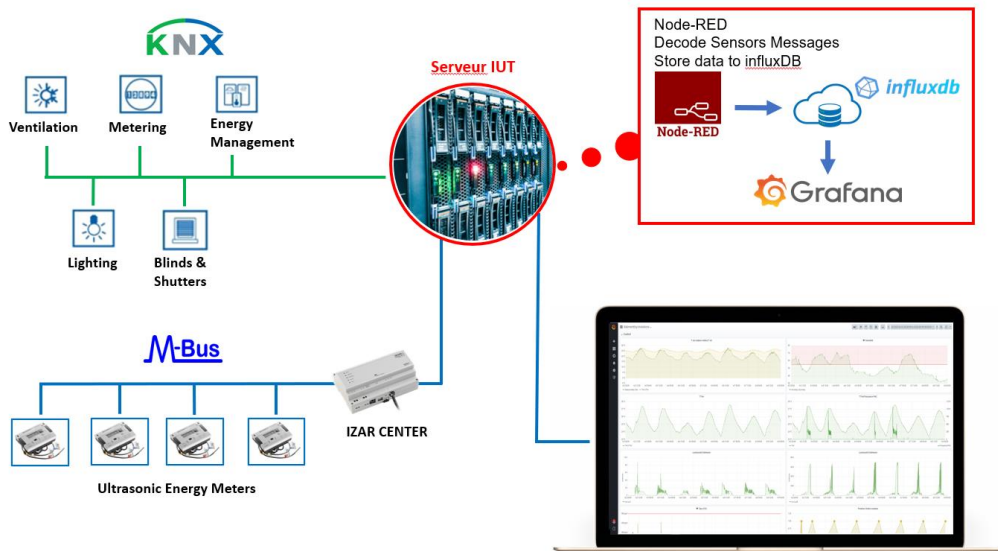 KNX
Serveur IUT
Node-RED
Decode Sensors Messages
Store data to influxDB
Node-RED
influxdb
Grafana
Ventilation
Metering
Energy
Management
Lighting
Blinds &
Shutters
M-Bus
IZAR CENTER
Ultrasonic Energy Meters